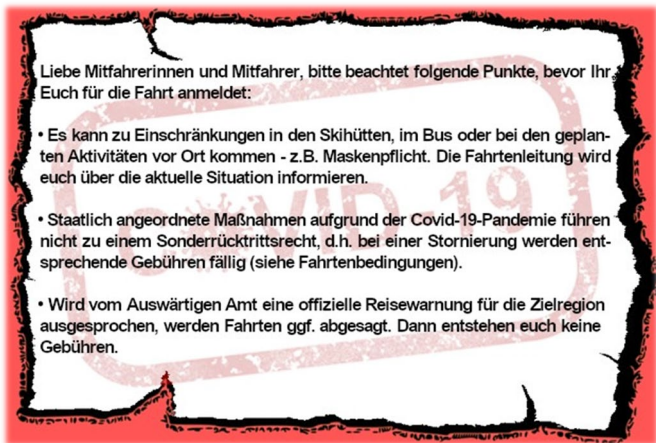 Liebe Mitfahrerinnen und Mitfahrer, bitte beachtet folgende Punkte, bevor Ihr
Euch für die Fahrt anmeldet:
• Es kann zu Einschränkungen in den Skihütten, im Bus oder bei den geplan-
ten Aktivitäten vor Ort kommen - z.B. Maskenpflicht. Die Fahrtenleitung wird
euch über die aktuelle Situation informieren.
• Staatlich angeordnete Maßnahmen aufgrund der Covid-19-Pandemie führen
nicht zu einem Sonderrücktrittsrecht, d.h. bei einer Stornierung werden ent-
sprechende Gebühren fällig (siehe Fahrtenbedingungen).
• Wird vom Auswärtigen Amt eine offizielle Reisewarnung für die Zielregion
ausgesprochen, werden Fahrten ggf. abgesagt. Dann entstehen euch keine
Gebühren.
COVID-19